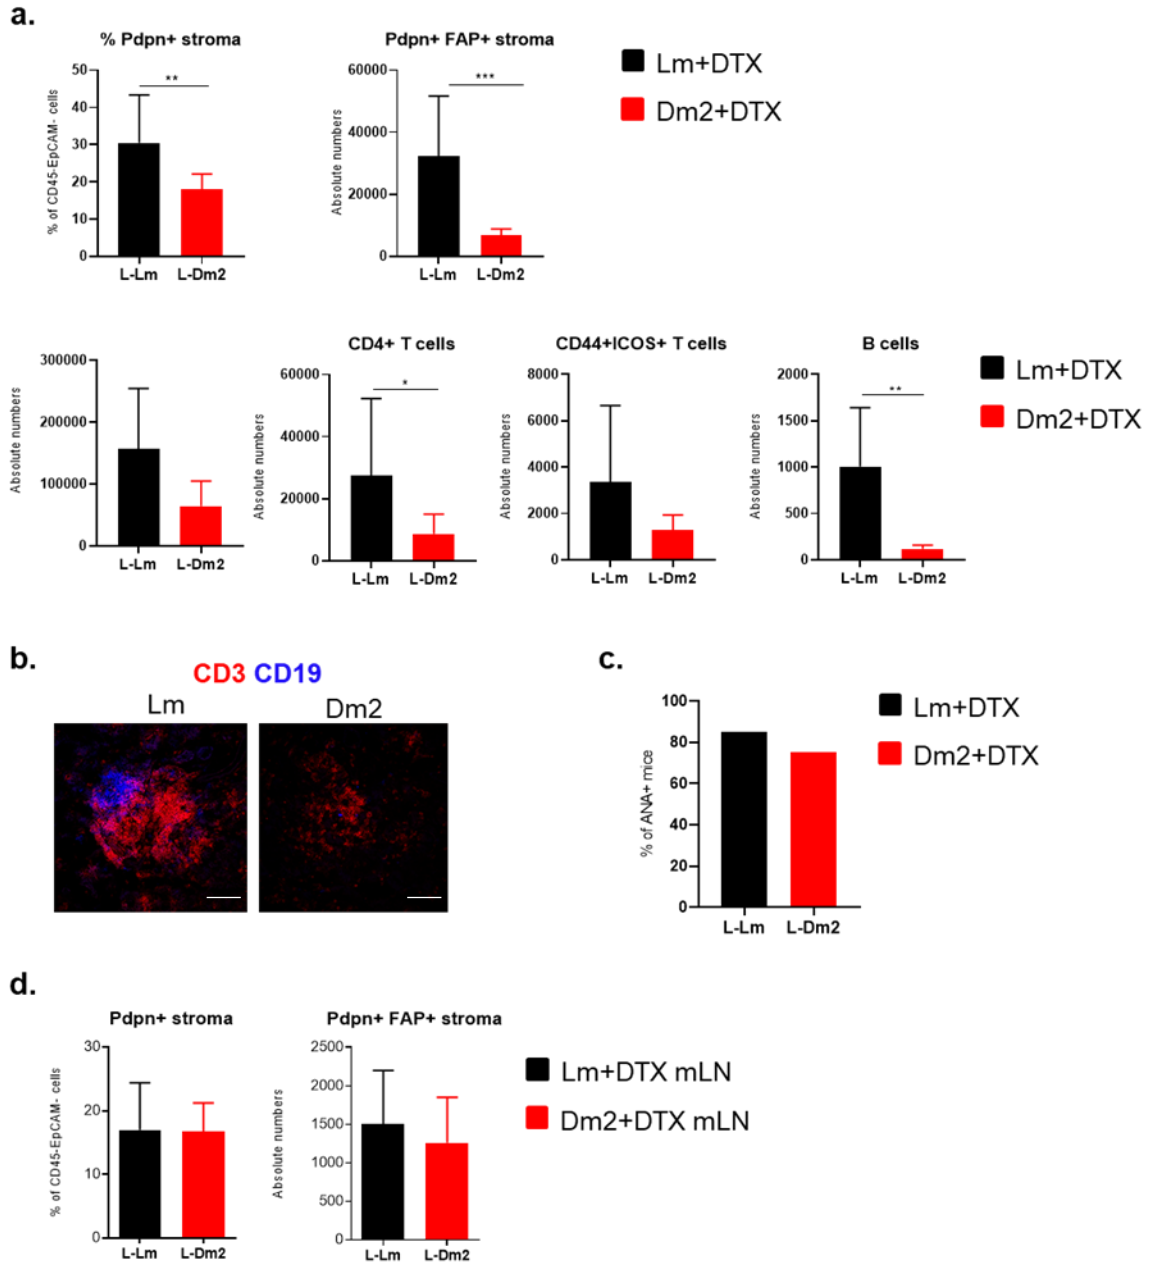 a.
% Pdpn+ stroma
Pdpn+ FAP+ stroma
% of CD45-EpCAM- cells
50
40
30
20
10
0
**
L-Lm L-Dm2
Absolute numbers
60000
40000
20000
0
***
L-Lm L-Dm2
Lm+DTX
Dm2+DTX
Absolute numbers
300000
200000
100000
0
L-Lm L-Dm2
CD4+ T cells
Absolute numbers
60000
40000
20000
0
*
L-Lm L-Dm2
CD44+ICOS+ T cells
Absolute numbers
8000
6000
4000
2000
0
L-Lm L-Dm2
B cells
Absolute numbers
2000
1500
1000
500
0
**
L-Lm L-Dm2
Lm+DTX
Dm2+DTX
b.
CD3 CD19
Lm Dm2
c.
% of ANA+ mice
100
80
60
40
20
0
L-Lm L-Dm2
Lm+DTX
Dm2+DTX
d.
Pdpn+ stroma
% of CD45-EpCAM- cells
30
20
10
0
L-Lm L-Dm2
Pdpn+ FAP+ stroma
Absolute numbers
2500
2000
1500
1000
500
0
L-Lm L-Dm2
Lm+DTX mLN
Dm2+DTX mLN